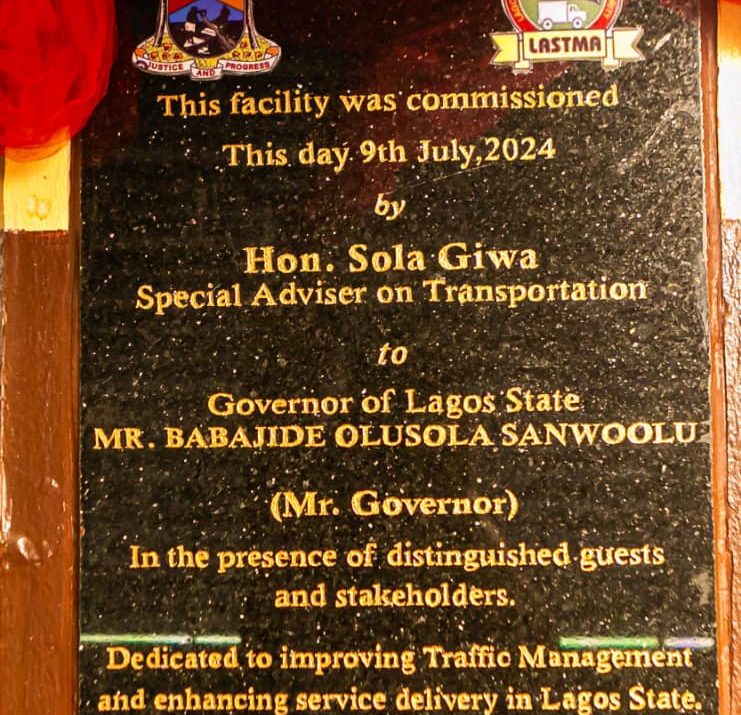 JUSTICE AND PROGRESS
LASTMA
This facility was commissioned
This day 9th July,2024
by
Hon. Sola Giwa
Special Adviser on Transportation
to
Governor of Lagos State
MR. BABAJIDE OLUSOLA SANWOOLU
(Mr. Governor)
In the presence of distinguished guests
and stakeholders.
Dedicated to improving Traffic Management
and enhancing service delivery in Lagos State.